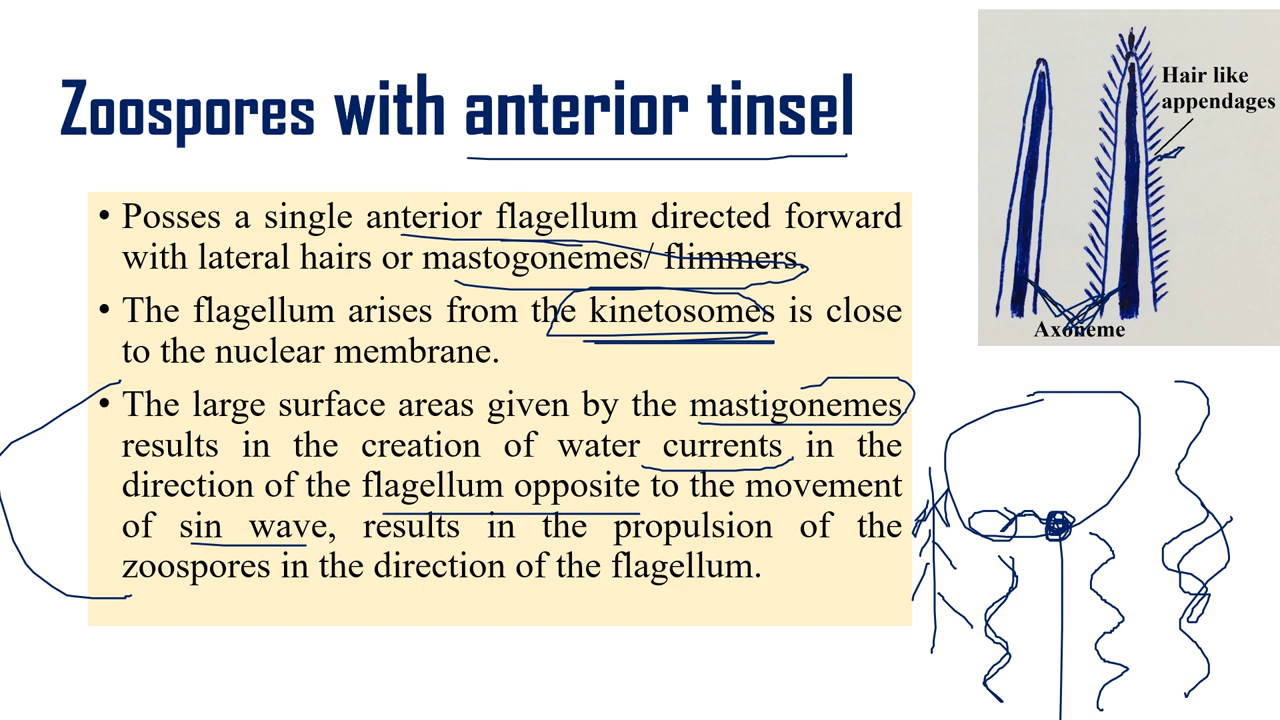 Zoospores with anterior tinsel
Hair like
appendages
Axoneme
• Posses a single anterior flagellum directed forward
with lateral hairs or mastogonemes/ flimmers.
• The flagellum arises from the kinetosomes is close
to the nuclear membrane.
• The large surface areas given by the mastigonemes
results in the creation of water currents in the
direction of the flagellum opposite to the movement
of sin wave, results in the propulsion of the
zoospores in the direction of the flagellum.